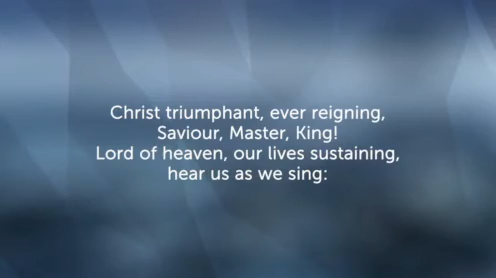 Christ triumphant, ever reigning,
Saviour, Master, King!
Lord of heaven, our lives sustaining,
hear us as we sing: